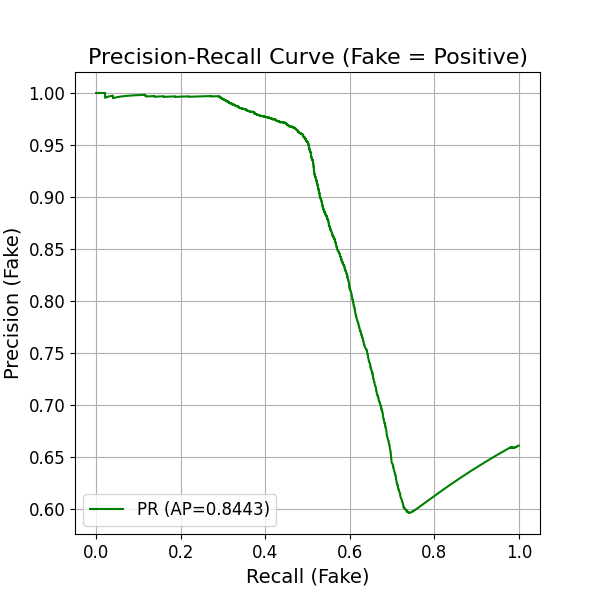 Precision-Recall Curve (Fake = Positive)
1.00
0.95
0.90
0.85
0.80
0.75
0.70
0.65
0.60
Precision (Fake)
PR (AP=0.8443)
0.0 0.2 0.4 0.6 0.8 1.0
Recall (Fake)